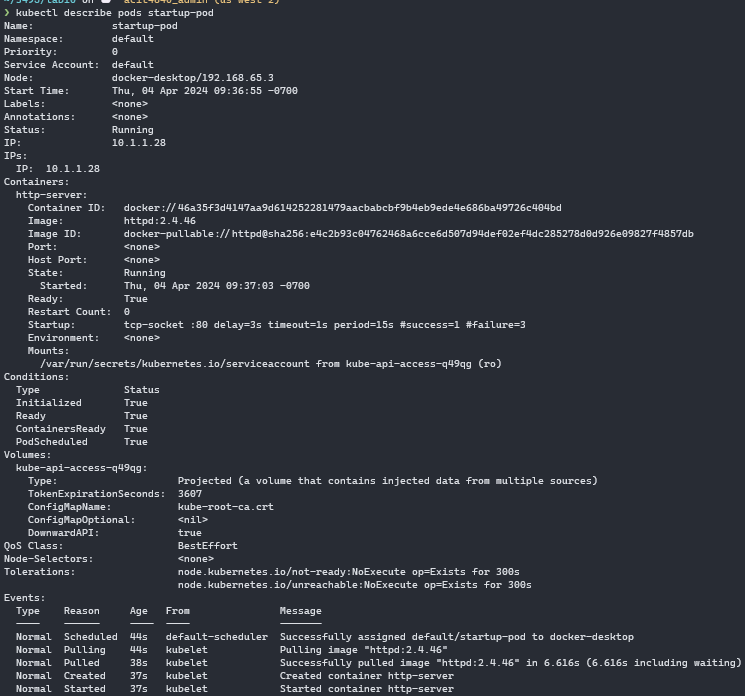 ❯ kubectl describe pods startup-pod
Name:             startup-pod
Namespace:        default
Priority:         0
Service Account:  default
Node:             docker-desktop/192.168.65.3
Start Time:       Thu, 04 Apr 2024 09:36:55 -0700
Labels:           <none>
Annotations:      <none>
Status:           Running
IP:               10.1.1.28
IPs:
  IP:  10.1.1.28
Containers:
  http-server:
    Container ID:   docker://46a35f3d4147aa9d614252281479aacbabcbf9b4eb9ede4e686ba49726c404bd
    Image:          httpd:2.4.46
    Image ID:       docker-pullable://httpd@sha256:e4c2b93c04762468a6cce6d507d94def02ef4dc285278d0d926e09827f4857db
    Port:           <none>
    Host Port:      <none>
    State:          Running
      Started:      Thu, 04 Apr 2024 09:37:03 -0700
    Ready:          True
    Restart Count:  0
    Startup:        tcp-socket :80 delay=3s timeout=1s period=15s #success=1 #failure=3
    Environment:    <none>
    Mounts:
      /var/run/secrets/kubernetes.io/serviceaccount from kube-api-access-q49qg (ro)
Conditions:
  Type              Status
  Initialized       True
  Ready             True
  ContainersReady   True
  PodScheduled      True
Volumes:
  kube-api-access-q49qg:
    Type:                    Projected (a volume that contains injected data from multiple sources)
    TokenExpirationSeconds:  3607
    ConfigMapName:           kube-root-ca.crt
    ConfigMapOptional:       <nil>
    DownwardAPI:             true
QoS Class:                   BestEffort
Node-Selectors:              <none>
Tolerations:                 node.kubernetes.io/not-ready:NoExecute op=Exists for 300s
                             node.kubernetes.io/unreachable:NoExecute op=Exists for 300s
Events:
  Type    Reason     Age   From               Message
  ----    ------     ----  ----               -------
  Normal  Scheduled  44s   default-scheduler  Successfully assigned default/startup-pod to docker-desktop
  Normal  Pulling    44s   kubelet            Pulling image "httpd:2.4.46"
  Normal  Pulled     38s   kubelet            Successfully pulled image "httpd:2.4.46" in 6.616s (6.616s including waiting)
  Normal  Created    37s   kubelet            Created container http-server
  Normal  Started    37s   kubelet            Started container http-server